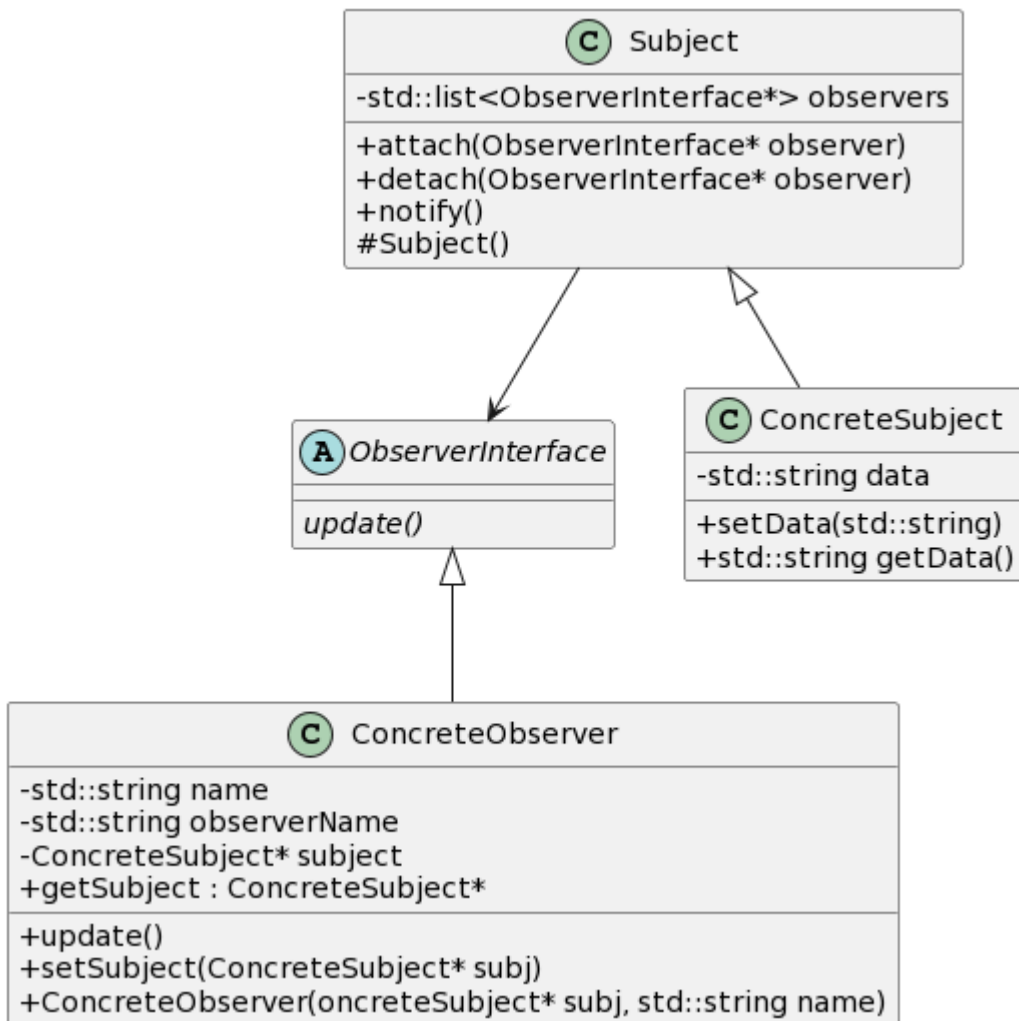 C Subject
-std::list<ObserverInterface*> observers
+attach(ObserverInterface* observer)
+detach(ObserverInterface* observer)
+notify()
#Subject()
A ObserverInterface
update()
C ConcreteSubject
-std::string data
+setData(std::string)
+std::string getData()
C ConcreteObserver
-std::string name
-std::string observerName
-ConcreteSubject* subject
+getSubject : ConcreteSubject*
+update()
+setSubject(ConcreteSubject* subj)
+ConcreteObserver(oncreteSubject* subj, std::string name)